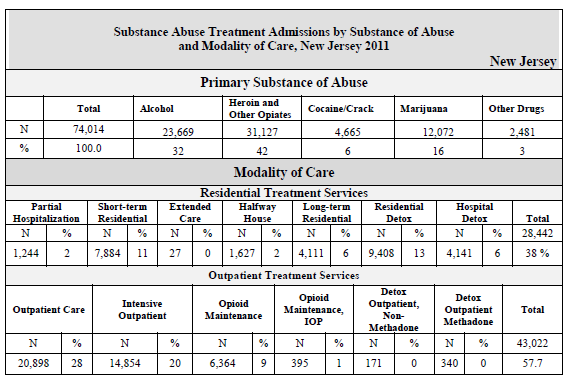 Substance Abuse Treatment Admissions by Substance of Abuse
and Modality of Care, New Jersey 2011
New Jersey
Primary Substance of Abuse
Total Alcohol Heroin and Other Opiates Cocaine/Crack Marijuana Other Drugs
N 74,014 23,669 31,127 4,665 12,072 2,481
% 100.0 32 42 6 16 3
Modality of Care
Residential Treatment Services
Partial Hospitalization Short-term Residential Extended Care Halfway House Long-term Residential Residential Detox Hospital Detox Total
N % N % N % N % N % N % N % 28,442
1,244 2 7,884 11 27 0 1,627 2 4,111 6 9,408 13 4,141 6 38 %
Outpatient Treatment Services
Outpatient Care Intensive Outpatient Opioid Maintenance Opioid Maintenance, IOP Detox Outpatient, Non-Methadone Detox Outpatient Methadone Total
N % N % N % N % N % N % 43,022
20,898 28 14,854 20 6,364 9 395 1 171 0 340 0 57.7